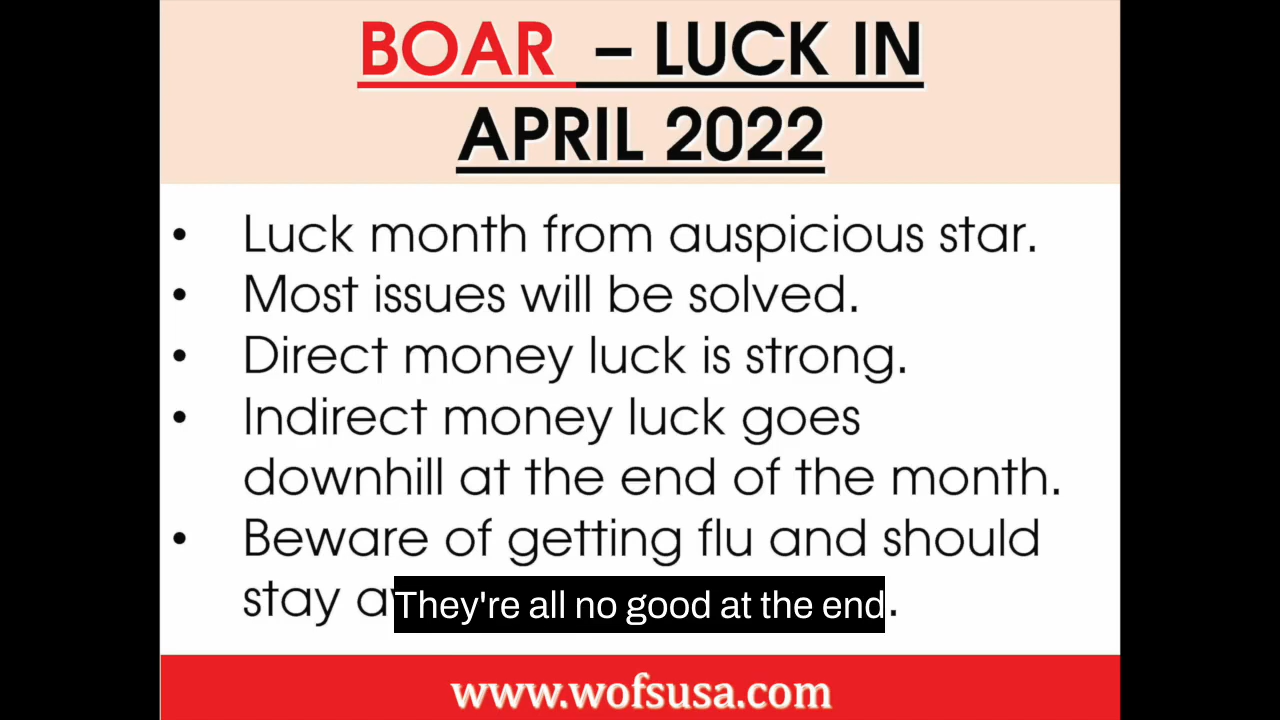 BOAR – LUCK IN
APRIL 2022
• Luck month from auspicious star.
• Most issues will be solved.
• Direct money luck is strong.
• Indirect money luck goes
downhill at the end of the month.
• Beware of getting flu and should
stay
They're all no good at the end
www.wofsusa.com